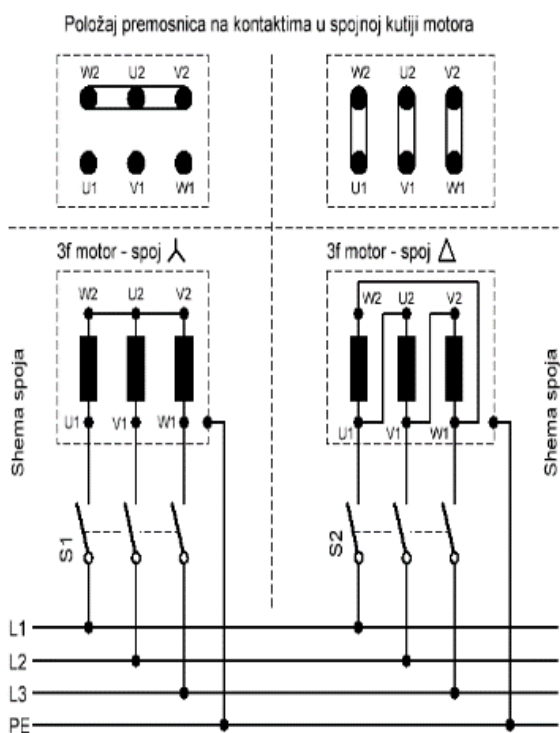 Položaj premosnica na kontaktima u spojnoj kutiji motora
W2 U2 V2
U1 V1 W1
W2 U2 V2
U1 V1 W1
3f motor - spoj
W2 U2 V2
U1 V1 W1
Shema spoja
S1
3f motor - spoj Δ
W2 U2 V2
U1 V1 W1
Shema spoja
S2
L1
L2
L3
PE